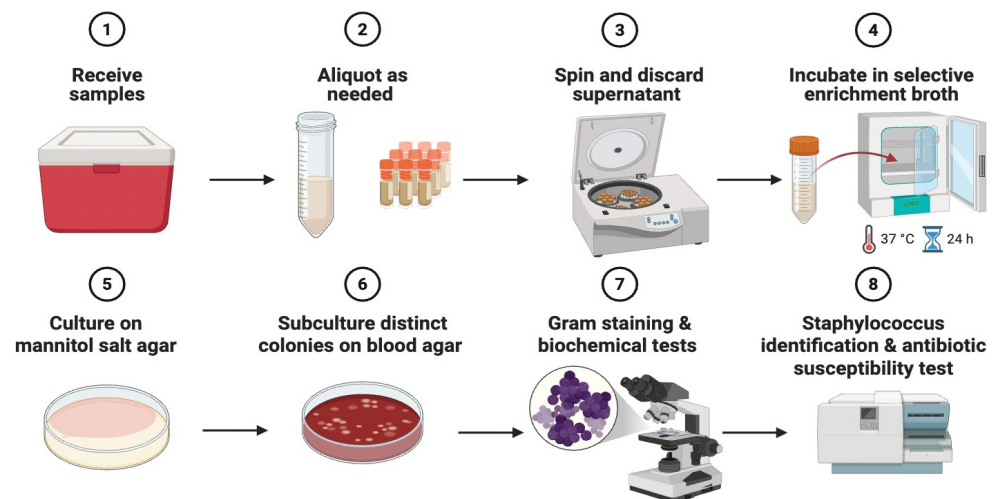 1
Receive
samples
2
Aliquot as
needed
3
Spin and discard
supernatant
4
Incubate in selective
enrichment broth
37 °C
24 h
5
Culture on
mannitol salt agar
6
Subculture distinct
colonies on blood agar
7
Gram staining &
biochemical tests
8
Staphylococcus
identification & antibiotic
susceptibility test